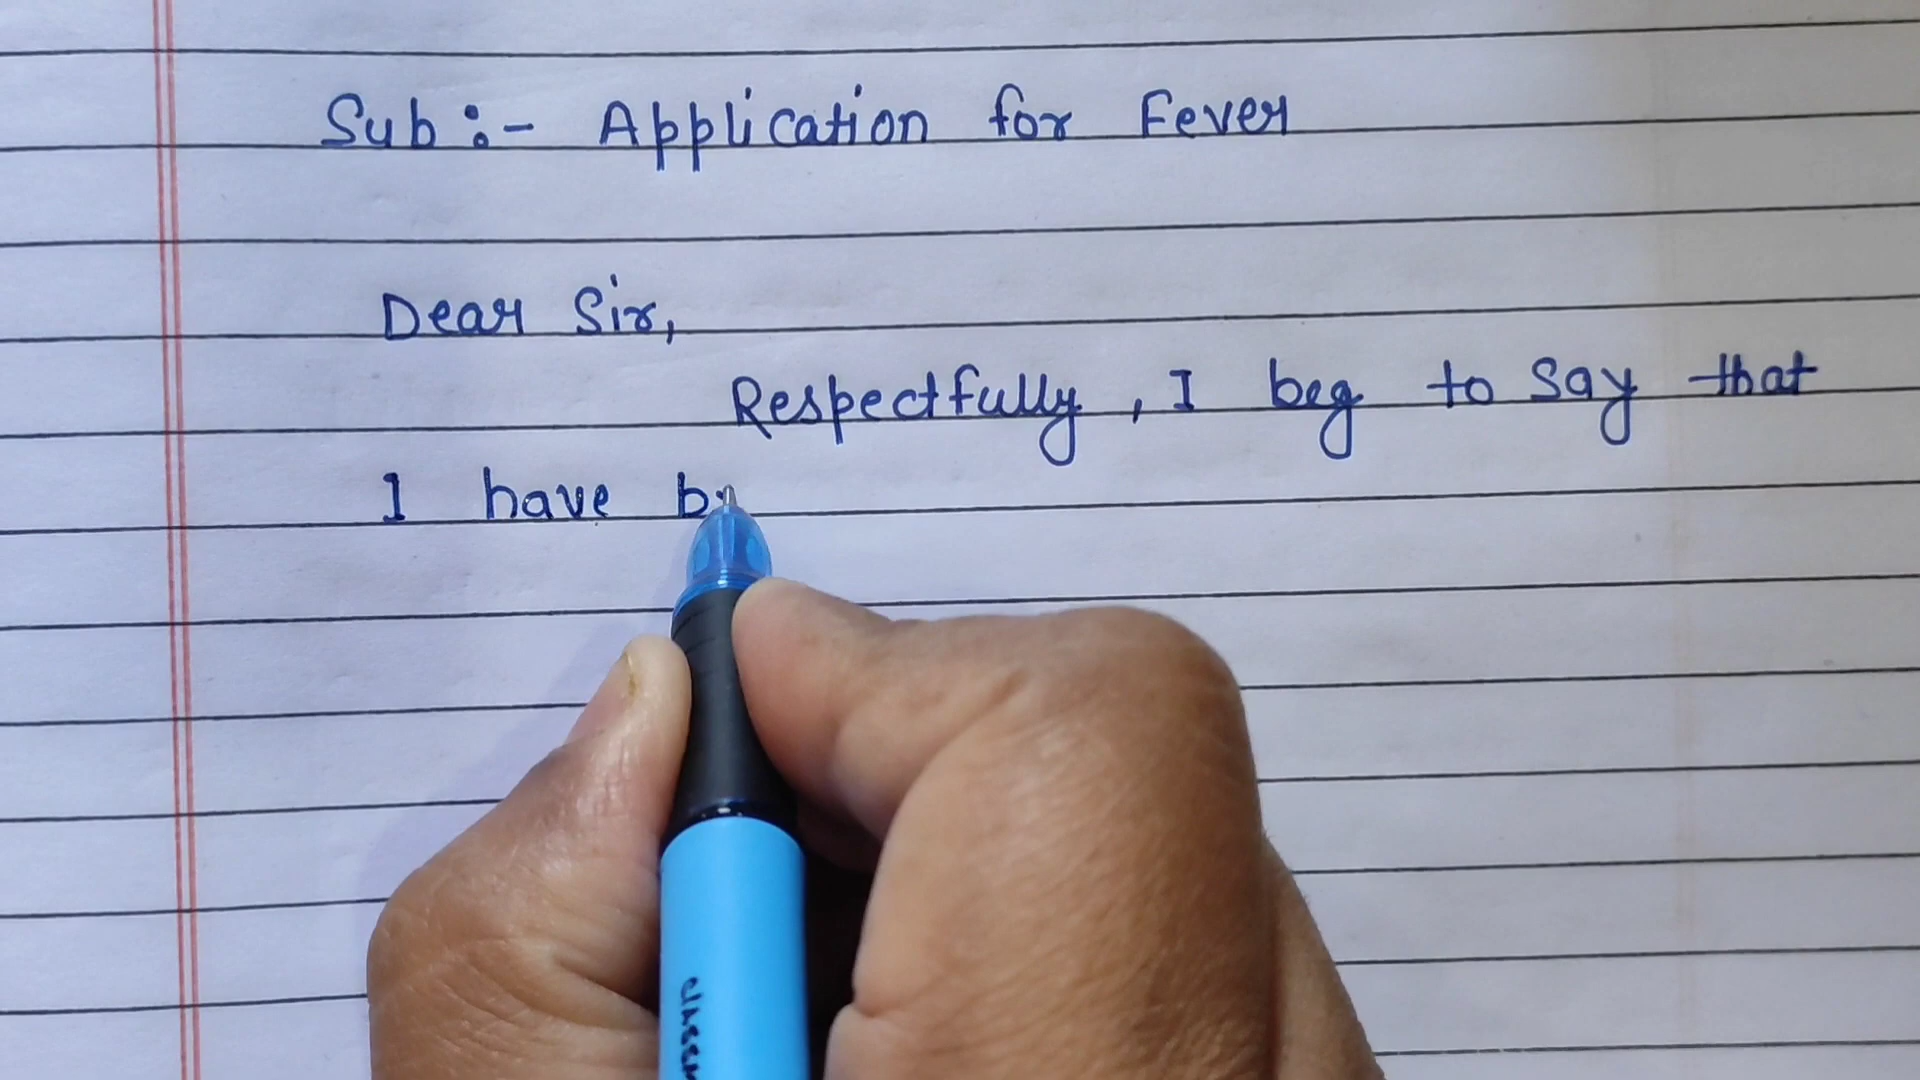 Sub:- Application for Fever
Dear Sir,
Respectfully, I beg to say that
I have